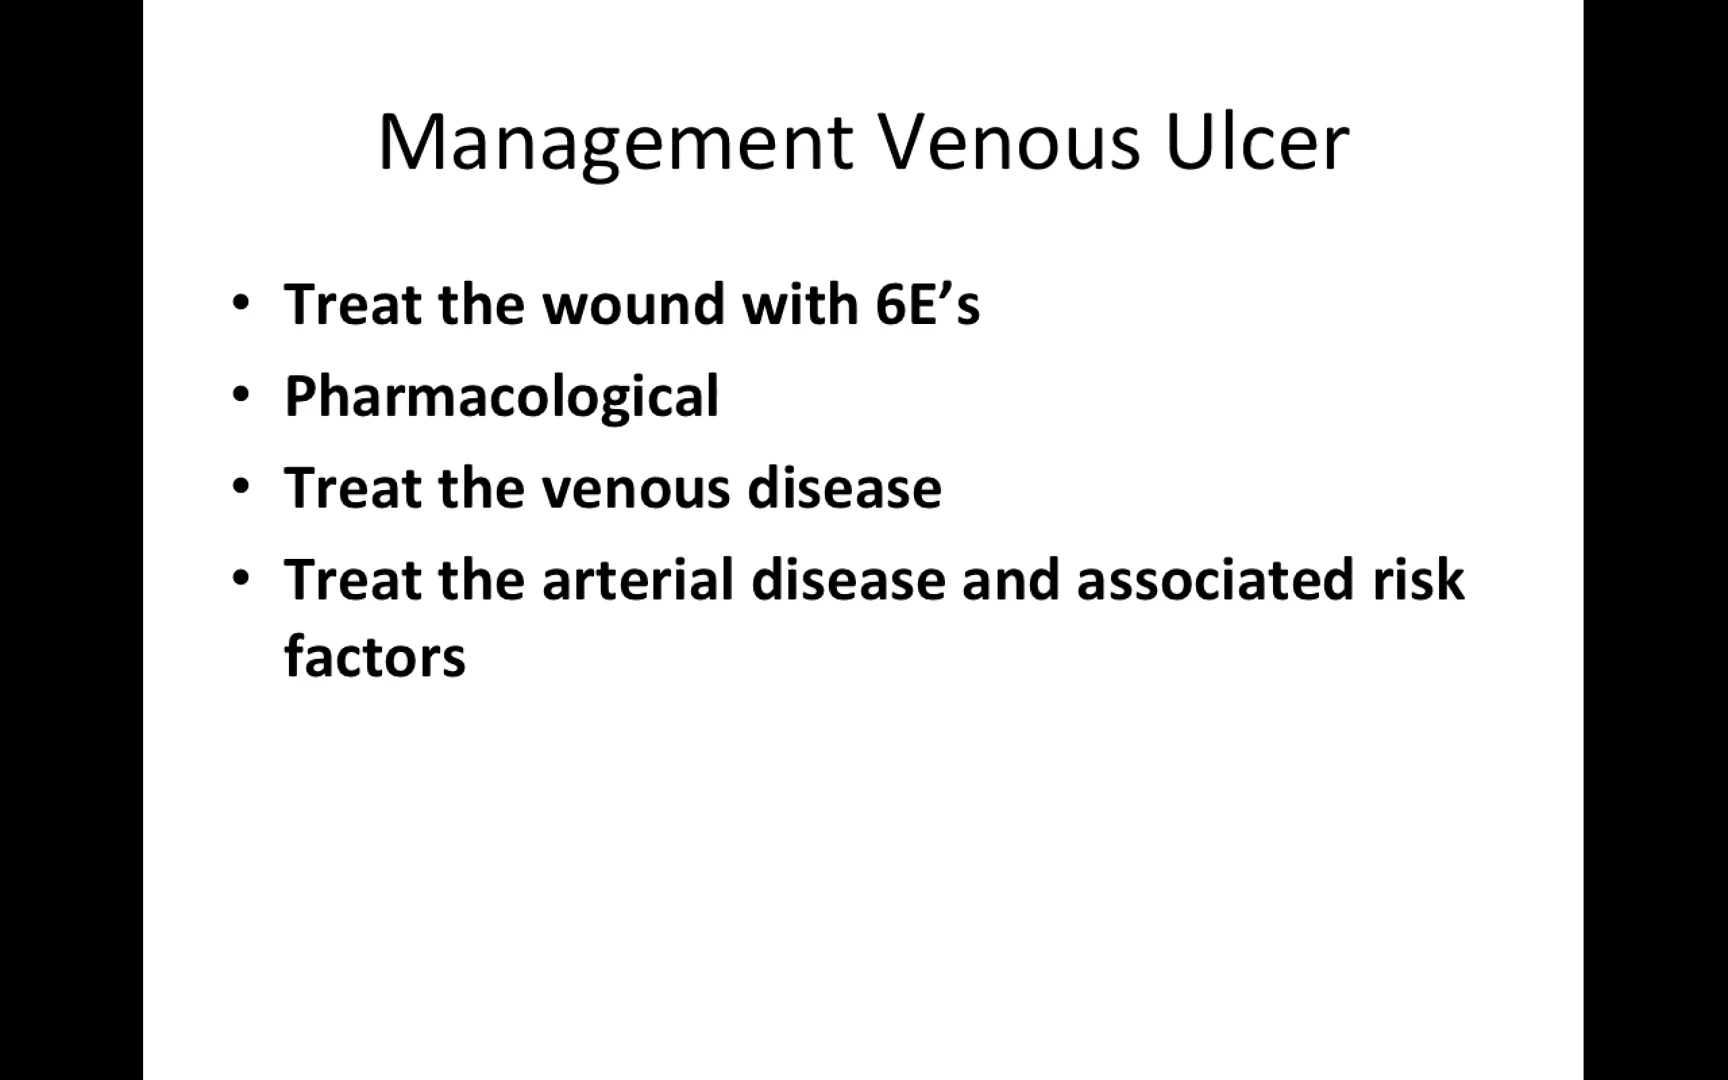 Management Venous Ulcer
• Treat the wound with 6E’s
• Pharmacological
• Treat the venous disease
• Treat the arterial disease and associated risk
factors